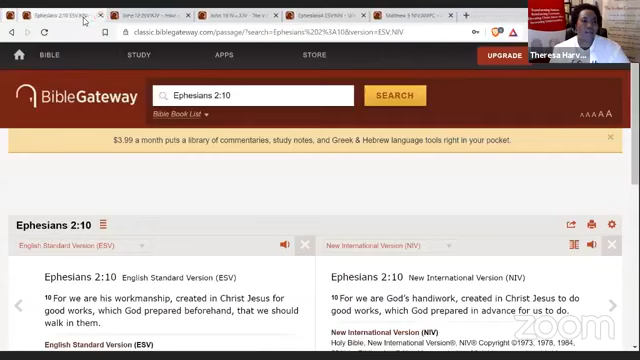 Ephesians 2:10 ESV;NIV
John 15 N
Ephesians4 ESV;NIV
Matthew 5 NIV;AMPC
classic.biblegateway.com/passage/?search=Ephesians%202%3A10&version=ESV;NIV
BIBLE
STUDY
APPS
STORE
UPGRADE
Theresa Harv...
BibleGateway
Ephesians 2:10
SEARCH
Bible Book List
A A A A A
$3.99 a month puts a library of commentaries, study notes, and Greek & Hebrew language tools right in your pocket.
Ephesians 2:10
English Standard Version (ESV)
New International Version (NIV)
Ephesians 2:10 English Standard Version (ESV)
10 For we are his workmanship, created in Christ Jesus for
good works, which God prepared beforehand, that we should
walk in them.
English Standard Version (ESV)
Ephesians 2:10 New International Version (NIV)
10 For we are God's handiwork, created in Christ Jesus to do
good works, which God prepared in advance for us to do.
New International Version (NIV)
Holy Bible, New International Version®, NIV® Copyright ©1973, 1978, 1984,
zoom